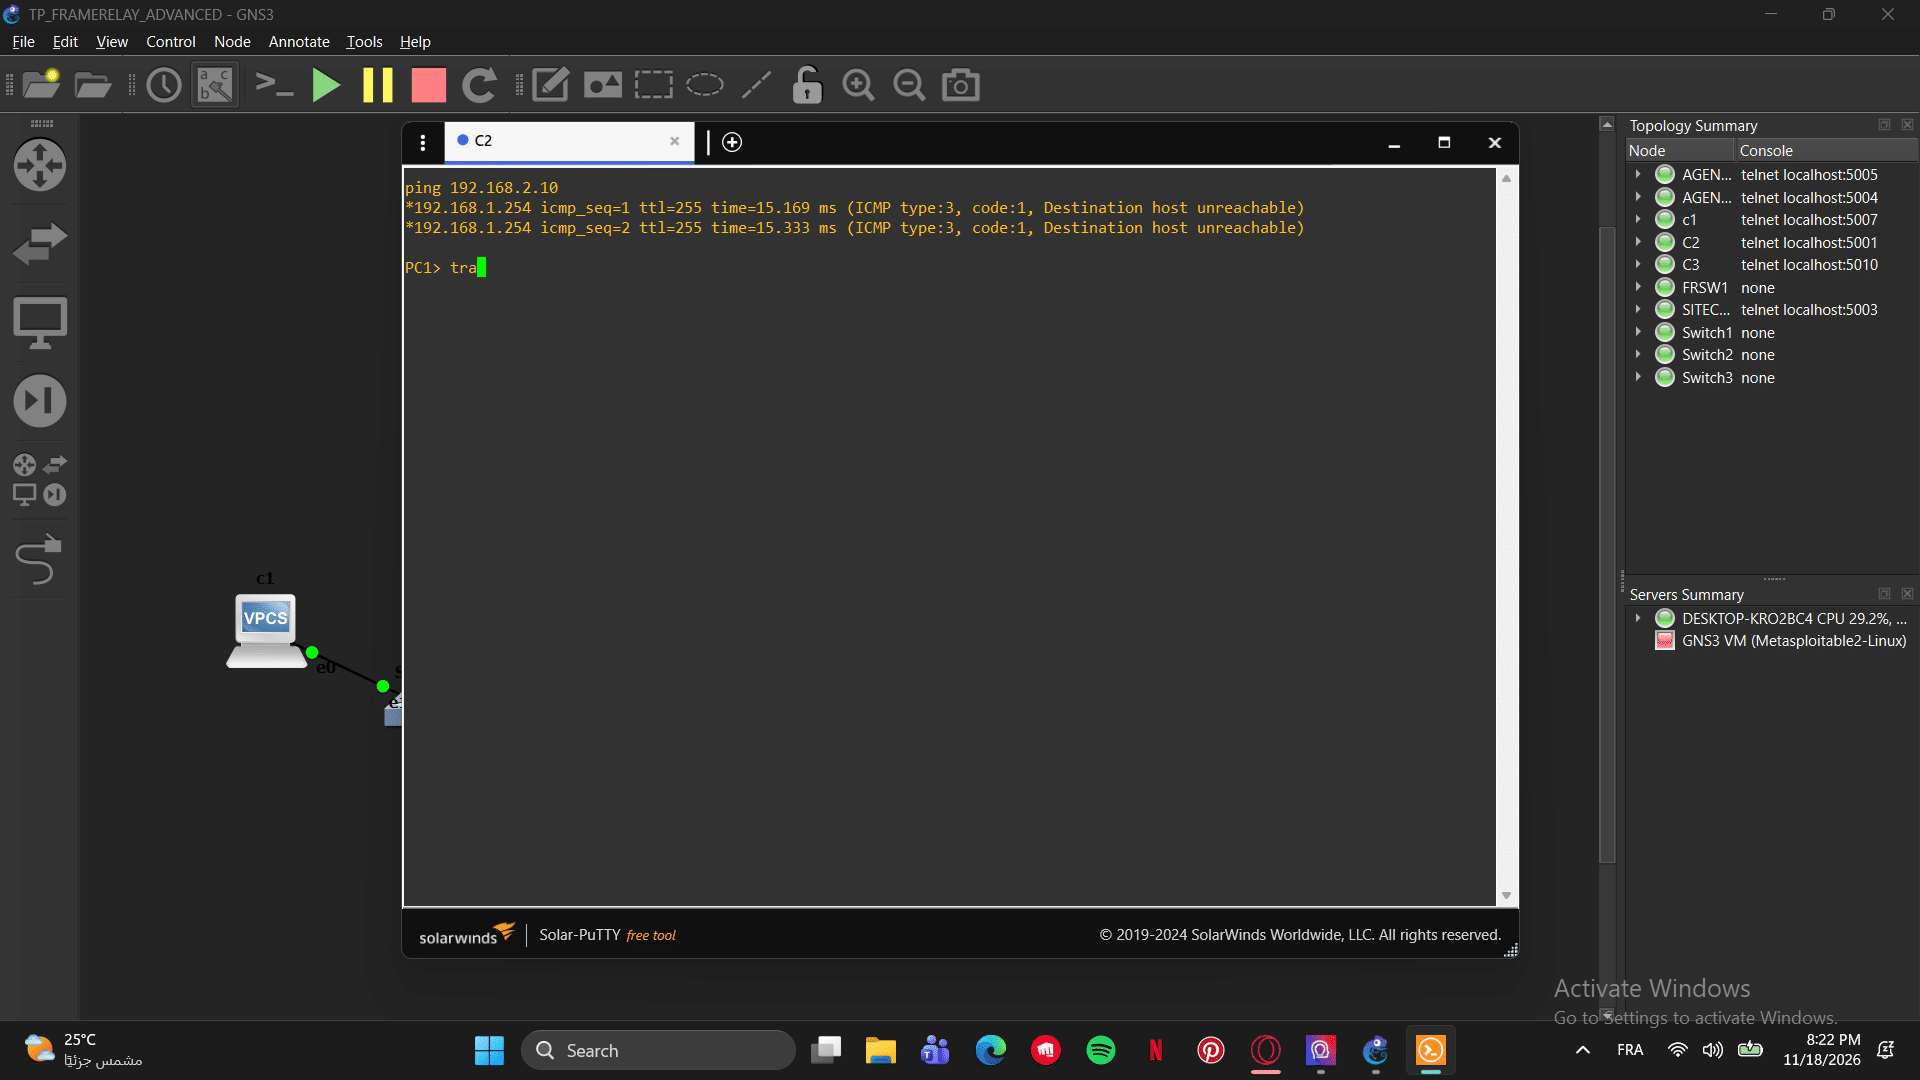 TP_FRAMERELAY_ADVANCED - GNS3
File Edit View Control Node Annotate Tools Help
C2
ping 192.168.2.10
*192.168.1.254 icmp_seq=1 ttl=255 time=15.169 ms (ICMP type:3, code:1, Destination host unreachable)
*192.168.1.254 icmp_seq=2 ttl=255 time=15.333 ms (ICMP type:3, code:1, Destination host unreachable)
PC1> tra
solarwinds Solar-PuTTY free tool © 2019-2024 SolarWinds Worldwide, LLC. All rights reserved.
c1
VPCS
e0
Topology Summary
Node Console
AGEN... telnet localhost:5005
AGEN... telnet localhost:5004
c1 telnet localhost:5007
C2 telnet localhost:5001
C3 telnet localhost:5010
FRSW1 none
SITEC... telnet localhost:5003
Switch1 none
Switch2 none
Switch3 none
Servers Summary
DESKTOP-KRO2BC4 CPU 29.2%, ...
GNS3 VM (Metasploitable2-Linux)
Activate Windows
Go to Settings to activate Windows.
25°C
مشمس جزئيًا
Search
FRA
8:22 PM
11/18/2026